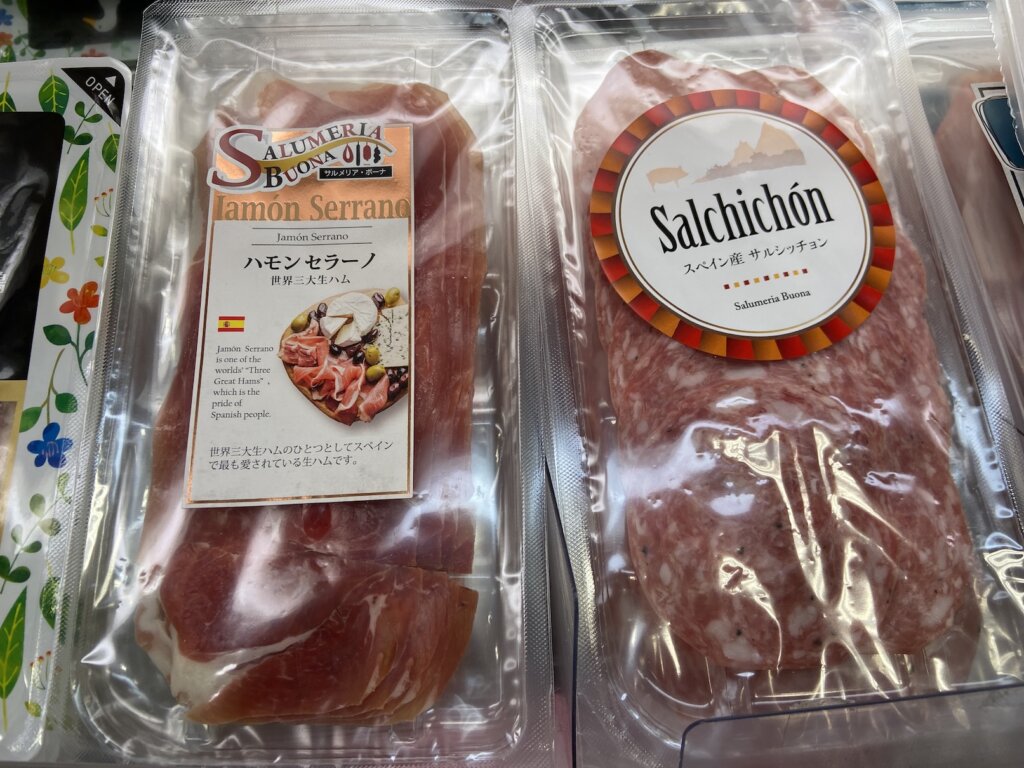 OPEN
SALUMERIA
BUONA
サルメリア・ボーナ
Jamón Serrano
Jamón Serrano
ハモン セラーノ
世界三大生ハム
Jamón Serrano
is one of the
worlds' "Three
Great Hams" ,
which is the
pride of
Spanish people.
世界三大生ハムのひとつとしてスペイン
で最も愛されている生ハムです。
Salchichón
スペイン産 サルシッチョン
Salumeria Buona